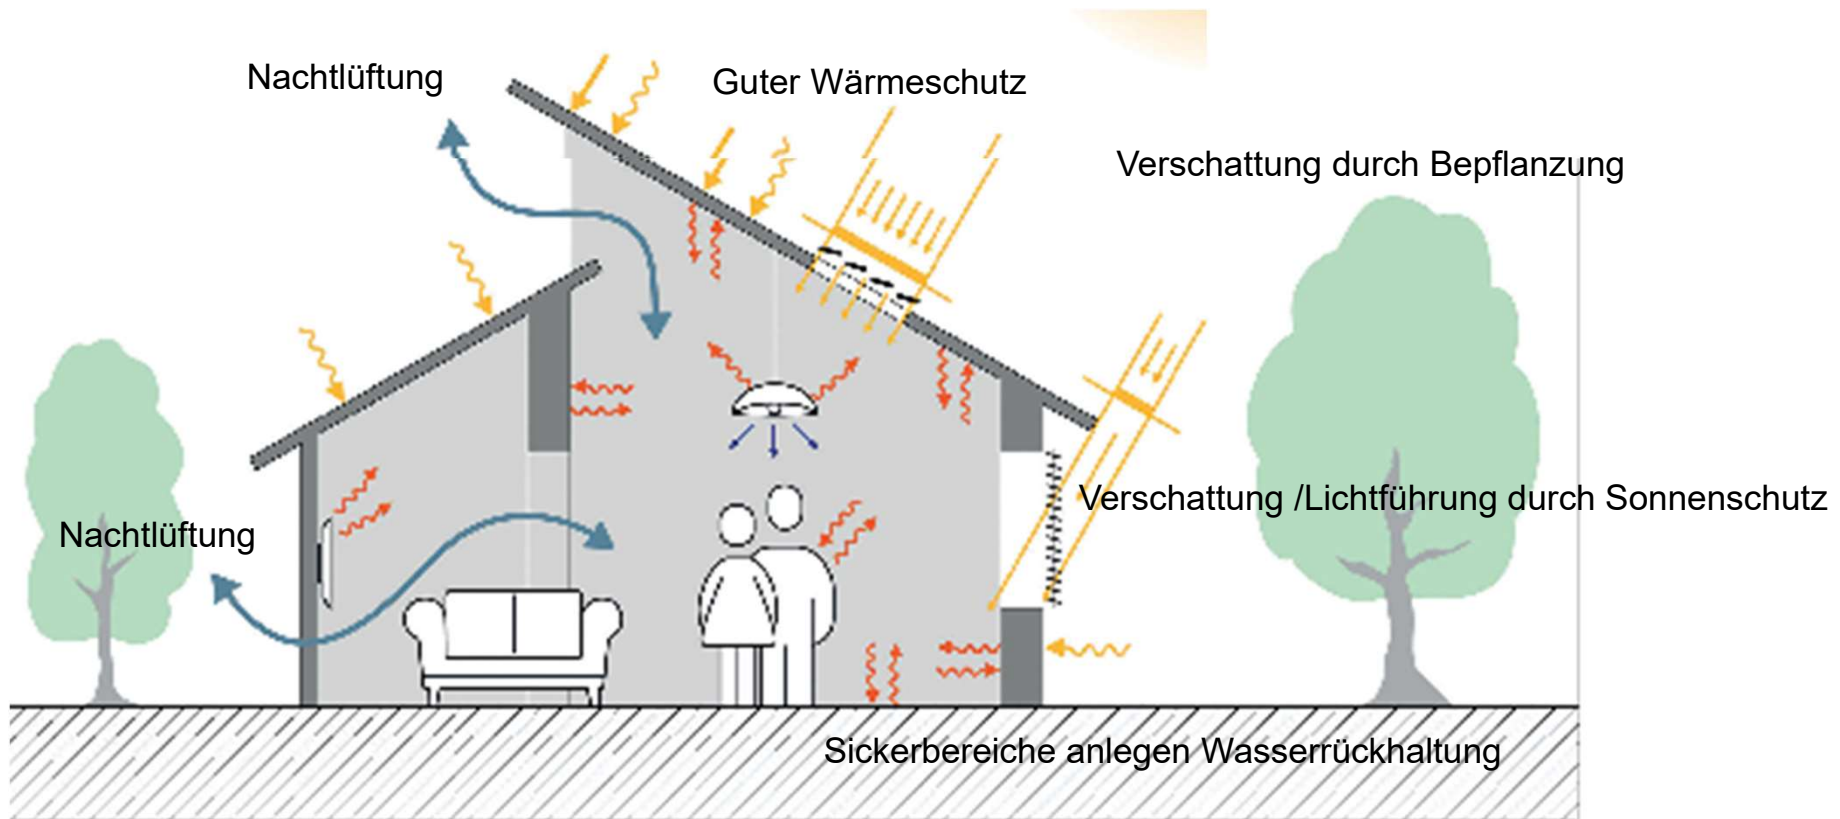 Nachtlüftung
Guter Wärmeschutz
Verschattung durch Bepflanzung
Verschattung /Lichtführung durch Sonnenschutz
Nachtlüftung
Sickerbereiche anlegen Wasserrückhaltung